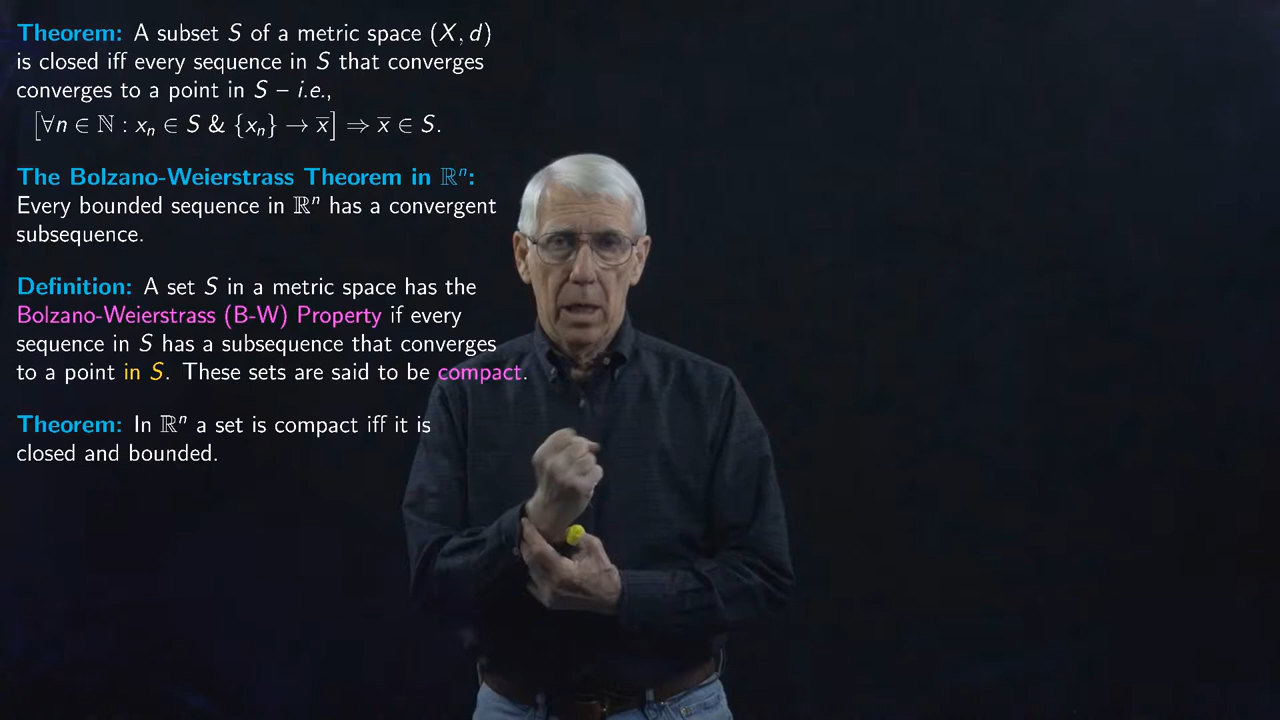 Theorem: A subset S of a metric space (X, d)
is closed iff every sequence in S that converges
converges to a point in S – i.e.,
[∀n ∈ ℕ : xₙ ∈ S & {xₙ} → x̄] ⇒ x̄ ∈ S.
The Bolzano-Weierstrass Theorem in ℝⁿ:
Every bounded sequence in ℝⁿ has a convergent
subsequence.
Definition: A set S in a metric space has the
Bolzano-Weierstrass (B-W) Property if every
sequence in S has a subsequence that converges
to a point in S. These sets are said to be compact.
Theorem: In ℝⁿ a set is compact iff it is
closed and bounded.